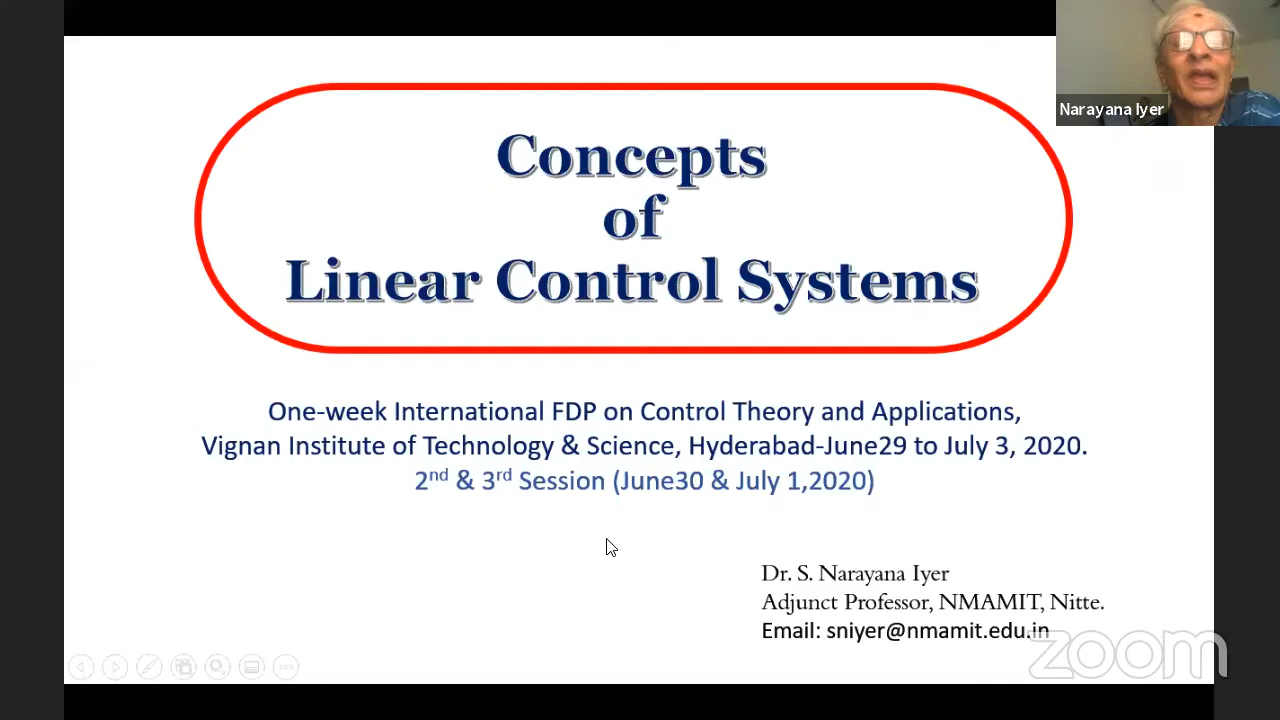 Narayana Iyer
Concepts
of
Linear Control Systems
One-week International FDP on Control Theory and Applications,
Vignan Institute of Technology & Science, Hyderabad-June29 to July 3, 2020.
2nd & 3rd Session (June30 & July 1,2020)
Dr. S. Narayana Iyer
Adjunct Professor, NMAMIT, Nitte.
Email: sniyer@nmamit.edu.in
zoom